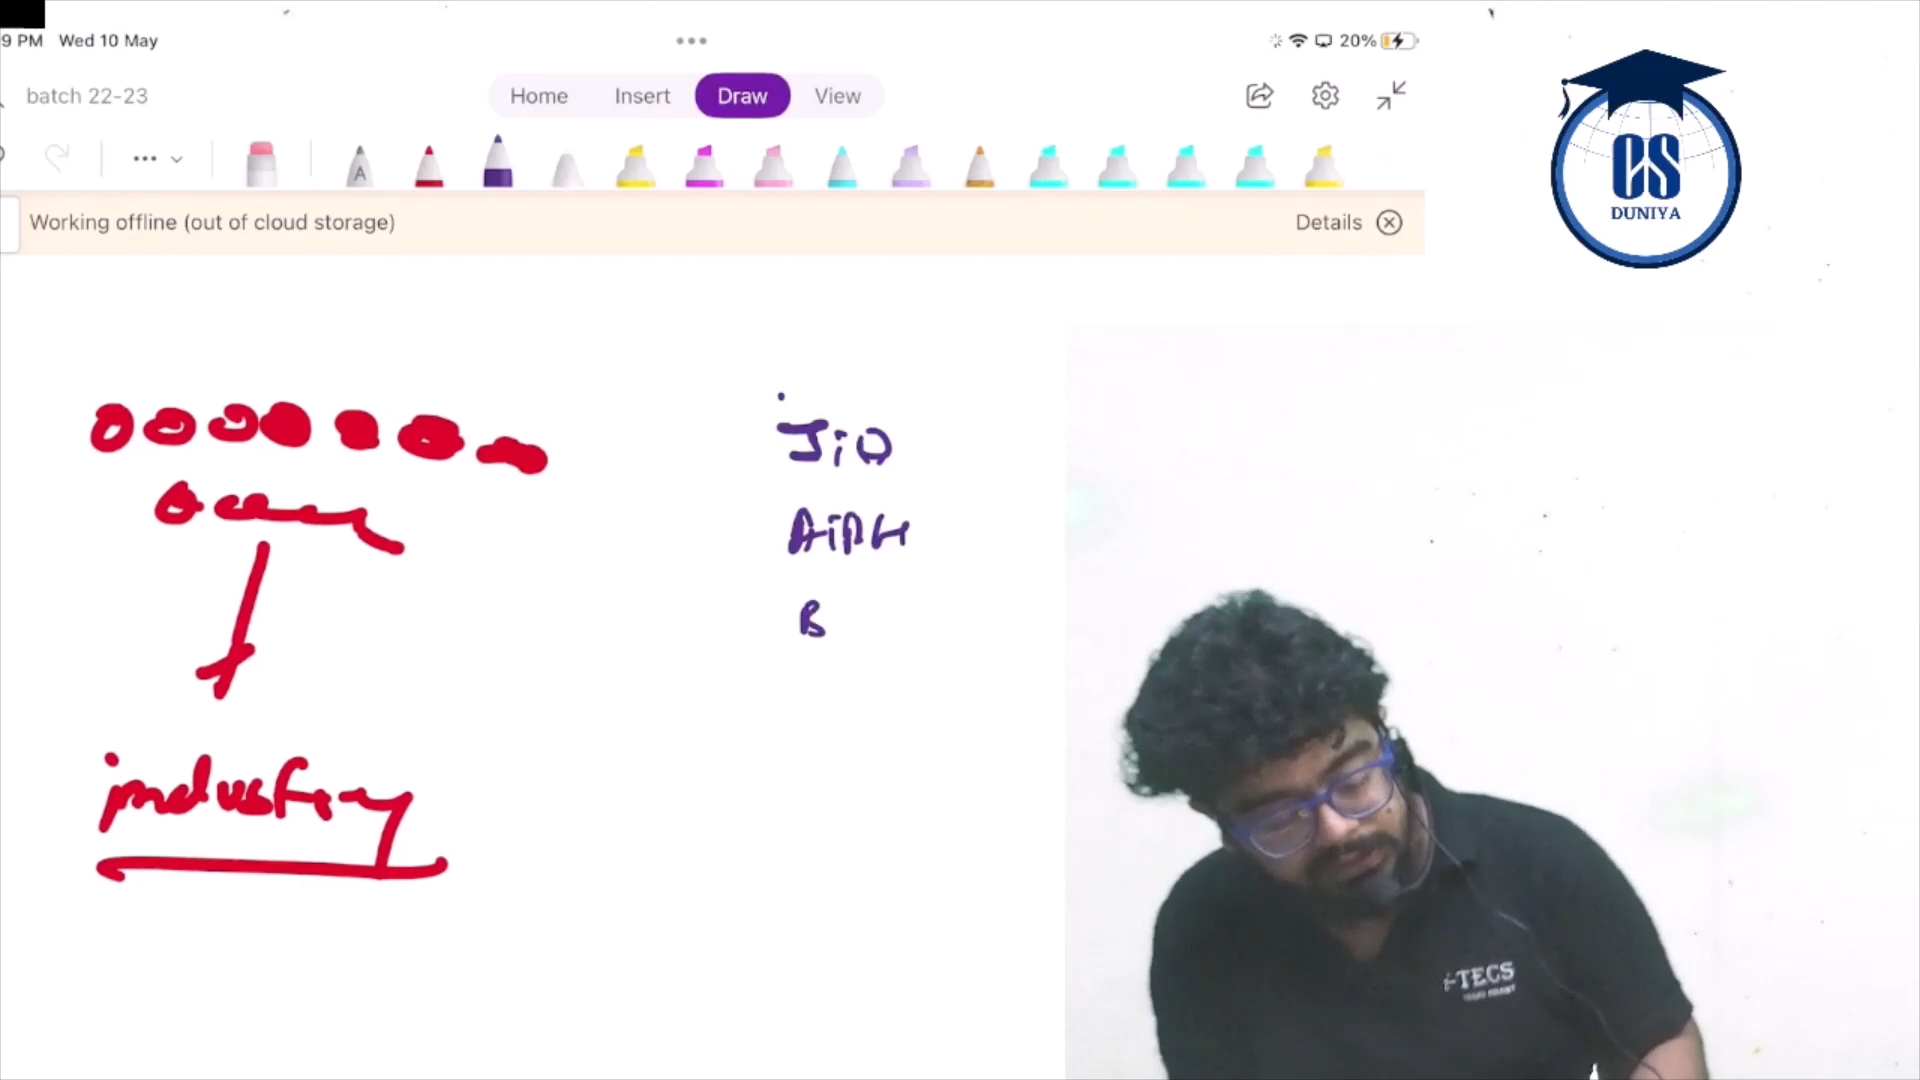 9 PM Wed 10 May
20%
batch 22-23
Home Insert Draw View
A
Working offline (out of cloud storage)
Details
CS
DUNIYA
JiO
industry
B
i-TECS